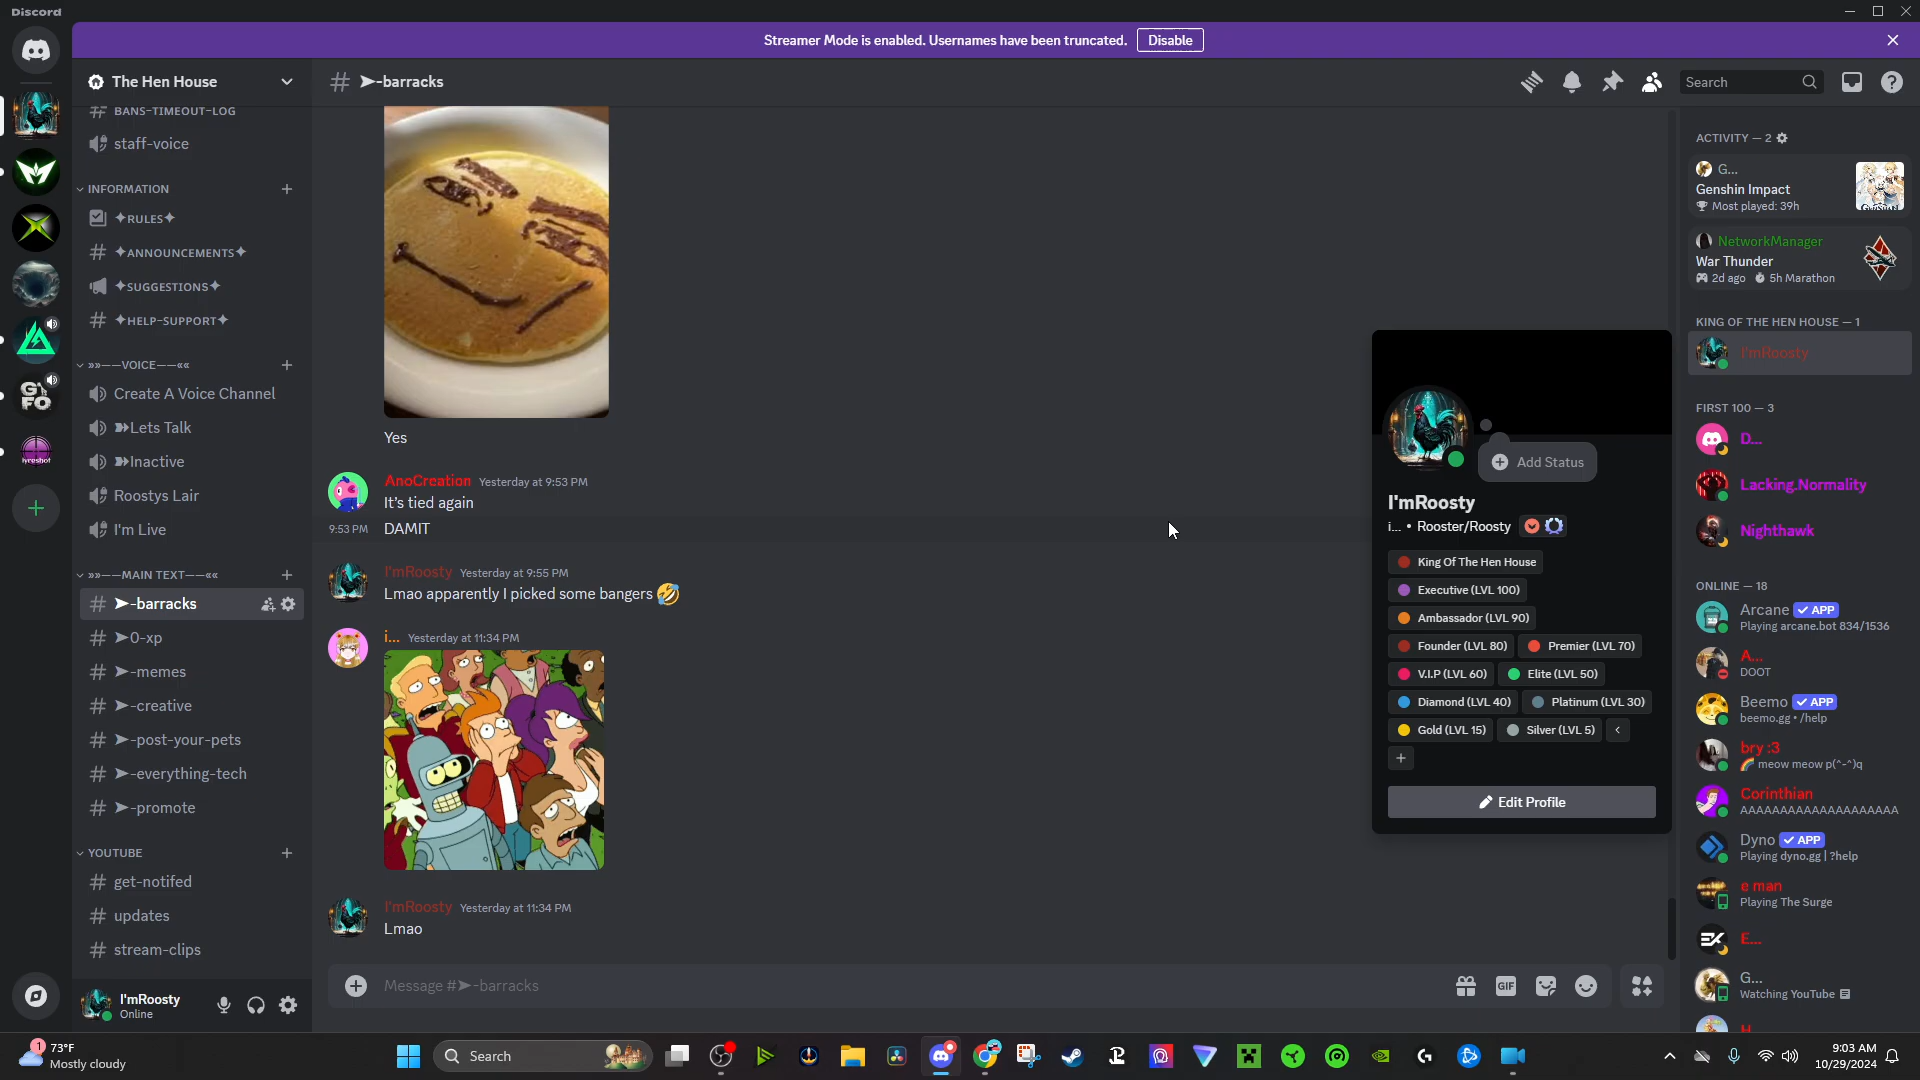 Discord
Streamer Mode is enabled. Usernames have been truncated.
Disable
The Hen House
BANS-TIMEOUT-LOG
staff-voice
INFORMATION
✦RULES✦
✦ANNOUNCEMENTS✦
✦SUGGESTIONS✦
✦HELP-SUPPORT✦
»»——VOICE——««
Create A Voice Channel
Lets Talk
Inactive
Roostys Lair
I'm Live
»»——MAIN TEXT——««
➤-barracks
➤0-xp
➤-memes
➤-creative
➤-post-your-pets
➤-everything-tech
➤-promote
YOUTUBE
get-notifed
updates
stream-clips
I'mRoosty
Online
➤-barracks
Yes
AnoCreation Yesterday at 9:53 PM
It's tied again
9:53 PM DAMIT
I'mRoosty Yesterday at 9:55 PM
Lmao apparently I picked some bangers 🤣
i... Yesterday at 11:34 PM
I'mRoosty Yesterday at 11:34 PM
Lmao
Message #➤-barracks
GIF
Add Status
I'mRoosty
i... • Rooster/Roosty
King Of The Hen House
Executive (LVL 100)
Ambassador (LVL 90)
Founder (LVL 80) Premier (LVL 70)
V.I.P (LVL 60) Elite (LVL 50)
Diamond (LVL 40) Platinum (LVL 30)
Gold (LVL 15) Silver (LVL 5)
Edit Profile
Search
ACTIVITY — 2
G...
Genshin Impact
Most played: 39h
NetworkManager
War Thunder
2d ago 5h Marathon
KING OF THE HEN HOUSE — 1
I'mRoosty
FIRST 100 — 3
D...
Lacking.Normality
Nighthawk
ONLINE — 18
Arcane ✓ APP
Playing arcane.bot 834/1536
A...
DOOT
Beemo ✓ APP
beemo.gg • /help
bry :3
🌈 meow meow p(^-^)q
Corinthian
AAAAAAAAAAAAAAAAAAAA
Dyno ✓ APP
Playing dyno.gg | ?help
e man
Playing The Surge
E...
G...
Watching YouTube
H
GT
FO
lyresbot
1
73°F
Mostly cloudy
Search
9:03 AM
10/29/2024